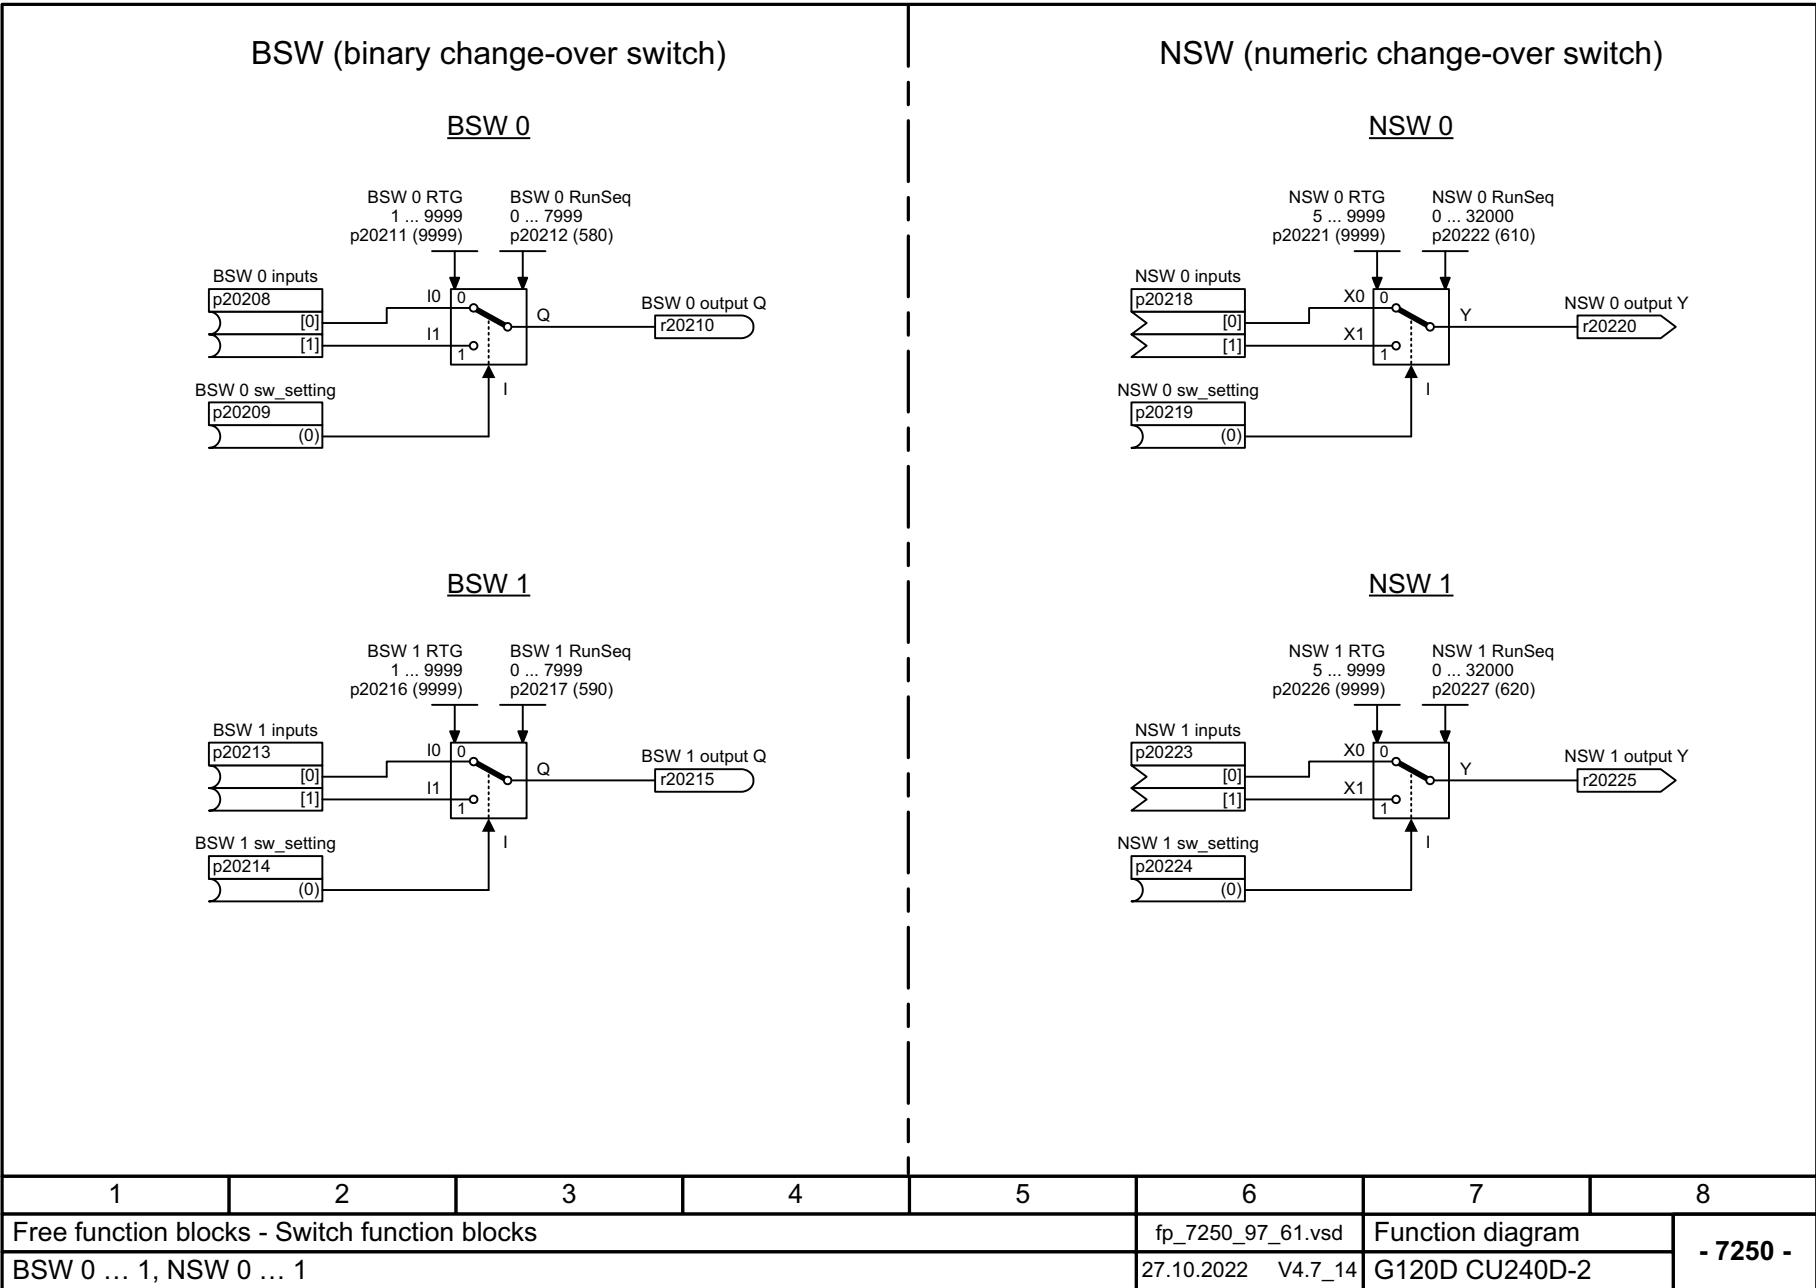 BSW (binary change-over switch)
BSW 0
BSW 0 RTG
1 ... 9999
p20211 (9999)
BSW 0 RunSeq
0 ... 7999
p20212 (580)
BSW 0 inputs
p20208
[0]
[1]
I0
I1
0
1
Q
BSW 0 output Q
r20210
BSW 0 sw_setting
p20209
(0)
I
BSW 1
BSW 1 RTG
1 ... 9999
p20216 (9999)
BSW 1 RunSeq
0 ... 7999
p20217 (590)
BSW 1 inputs
p20213
[0]
[1]
I0
I1
0
1
Q
BSW 1 output Q
r20215
BSW 1 sw_setting
p20214
(0)
I
NSW (numeric change-over switch)
NSW 0
NSW 0 RTG
5 ... 9999
p20221 (9999)
NSW 0 RunSeq
0 ... 32000
p20222 (610)
NSW 0 inputs
p20218
[0]
[1]
X0
X1
0
1
Y
NSW 0 output Y
r20220
NSW 0 sw_setting
p20219
(0)
I
NSW 1
NSW 1 RTG
5 ... 9999
p20226 (9999)
NSW 1 RunSeq
0 ... 32000
p20227 (620)
NSW 1 inputs
p20223
[0]
[1]
X0
X1
0
1
Y
NSW 1 output Y
r20225
NSW 1 sw_setting
p20224
(0)
I
1 2 3 4 5 6 7 8
Free function blocks - Switch function blocks
BSW 0 … 1, NSW 0 … 1
fp_7250_97_61.vsd
27.10.2022 V4.7_14
Function diagram
G120D CU240D-2
- 7250 -